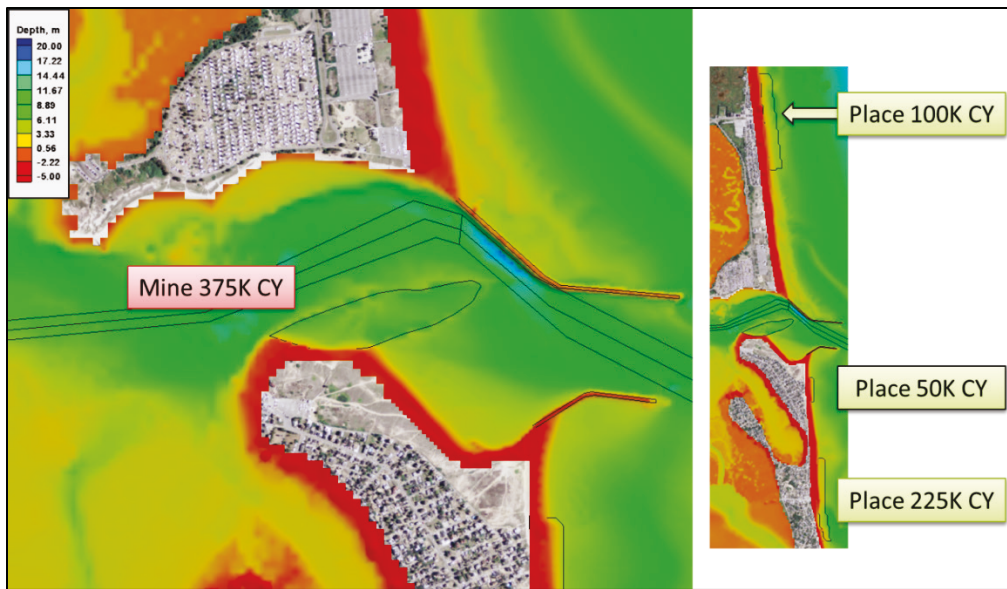 Depth, m
20.00
17.22
14.44
11.67
8.89
6.11
3.33
0.56
-2.22
-5.00
Mine 375K CY
Place 100K CY
Place 50K CY
Place 225K CY